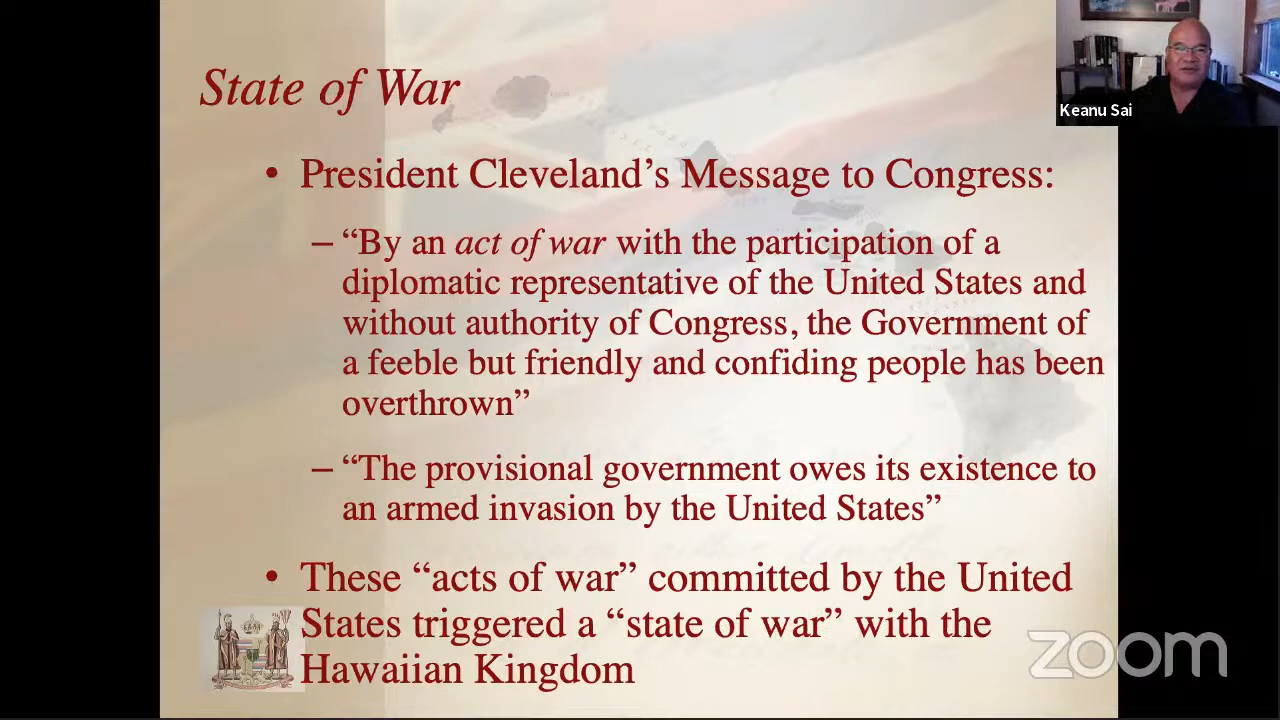 Keanu Sai
State of War
• President Cleveland’s Message to Congress:
– “By an act of war with the participation of a
diplomatic representative of the United States and
without authority of Congress, the Government of
a feeble but friendly and confiding people has been
overthrown”
– “The provisional government owes its existence to
an armed invasion by the United States”
• These “acts of war” committed by the United
States triggered a “state of war” with the
Hawaiian Kingdom
zoom